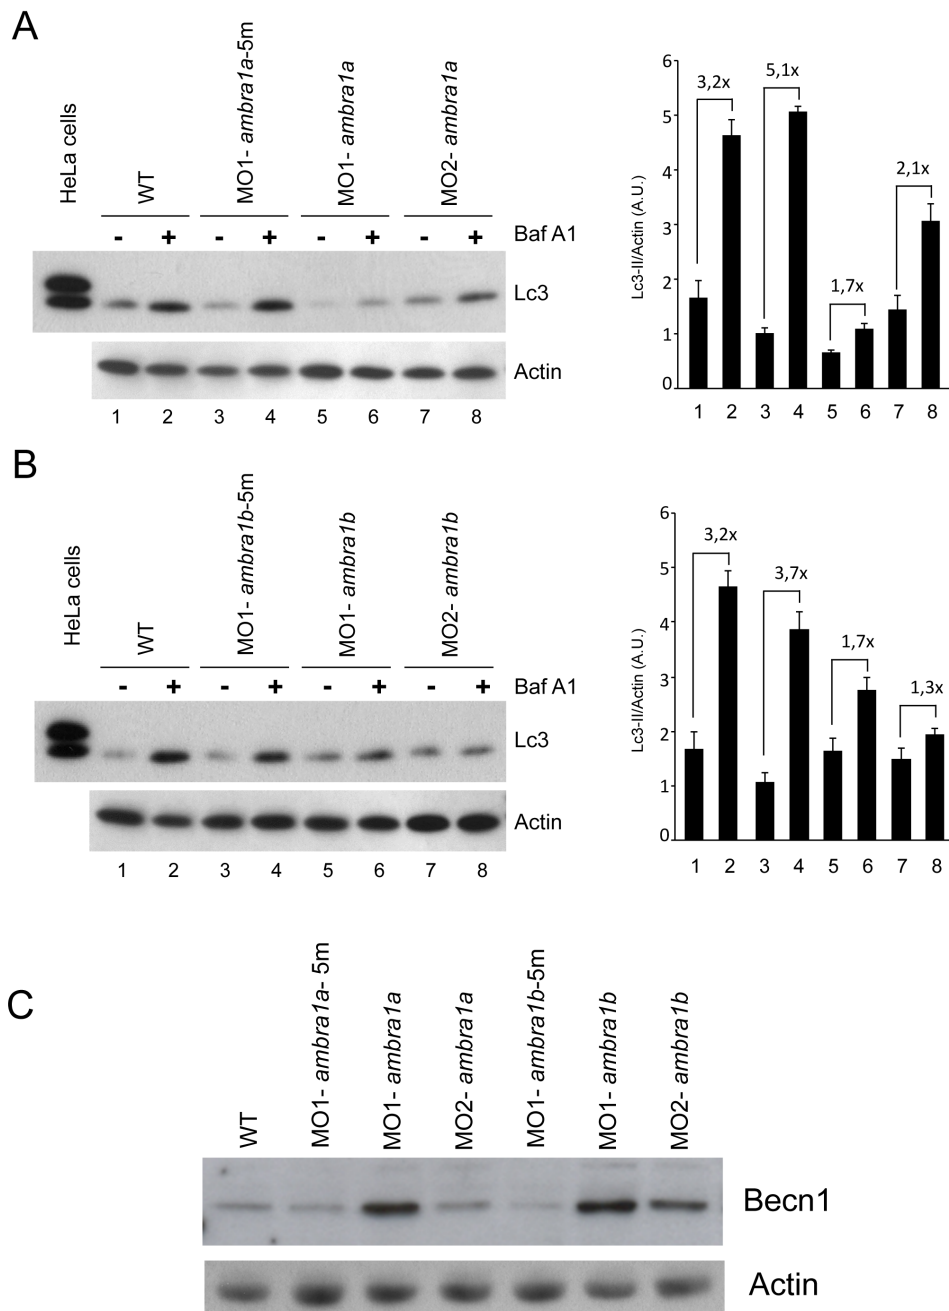 A
HeLa cells
WT
MO1- ambra1a-5m
MO1- ambra1a
MO2- ambra1a
- + - + - + - + Baf A1
Lc3
Actin
1 2 3 4 5 6 7 8
Lc3-II/Actin (A.U.)
6
5
4
3
2
1
0
3,2x
5,1x
1,7x
2,1x
1 2 3 4 5 6 7 8
B
HeLa cells
WT
MO1- ambra1b-5m
MO1- ambra1b
MO2- ambra1b
- + - + - + - + Baf A1
Lc3
Actin
1 2 3 4 5 6 7 8
Lc3-II/Actin (A.U.)
6
5
4
3
2
1
0
3,2x
3,7x
1,7x
1,3x
1 2 3 4 5 6 7 8
C
WT
MO1- ambra1a- 5m
MO1- ambra1a
MO2- ambra1a
MO1- ambra1b-5m
MO1- ambra1b
MO2- ambra1b
Becn1
Actin